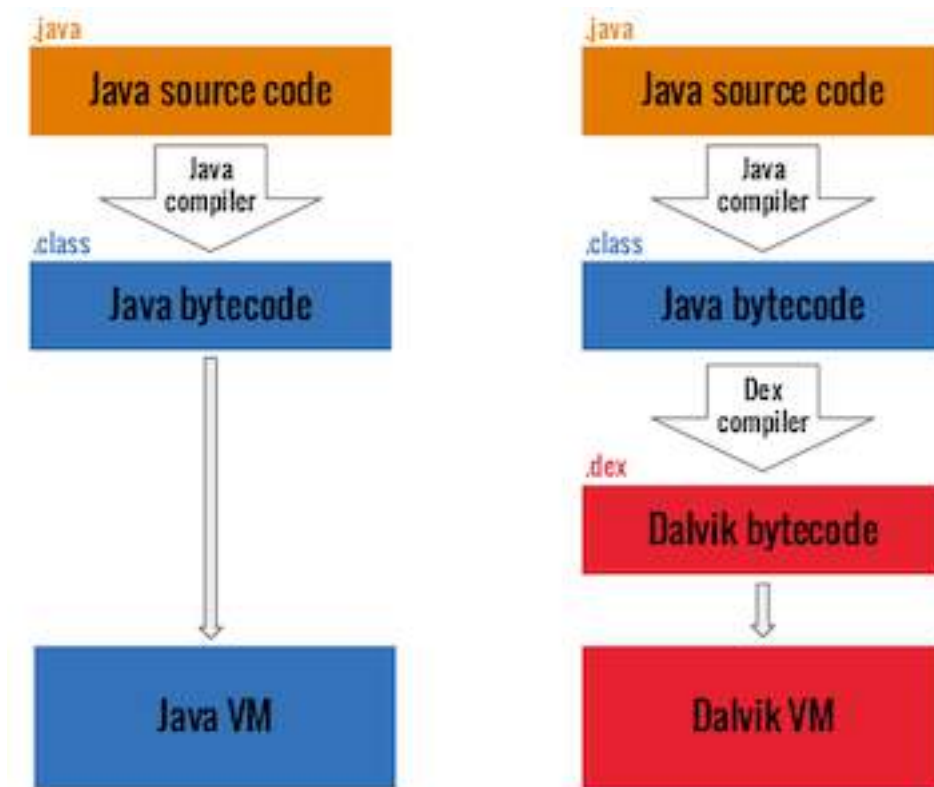 .java
Java source code
Java
compiler
.class
Java bytecode
Java VM
.java
Java source code
Java
compiler
.class
Java bytecode
Dex
compiler
.dex
Dalvik bytecode
Dalvik VM